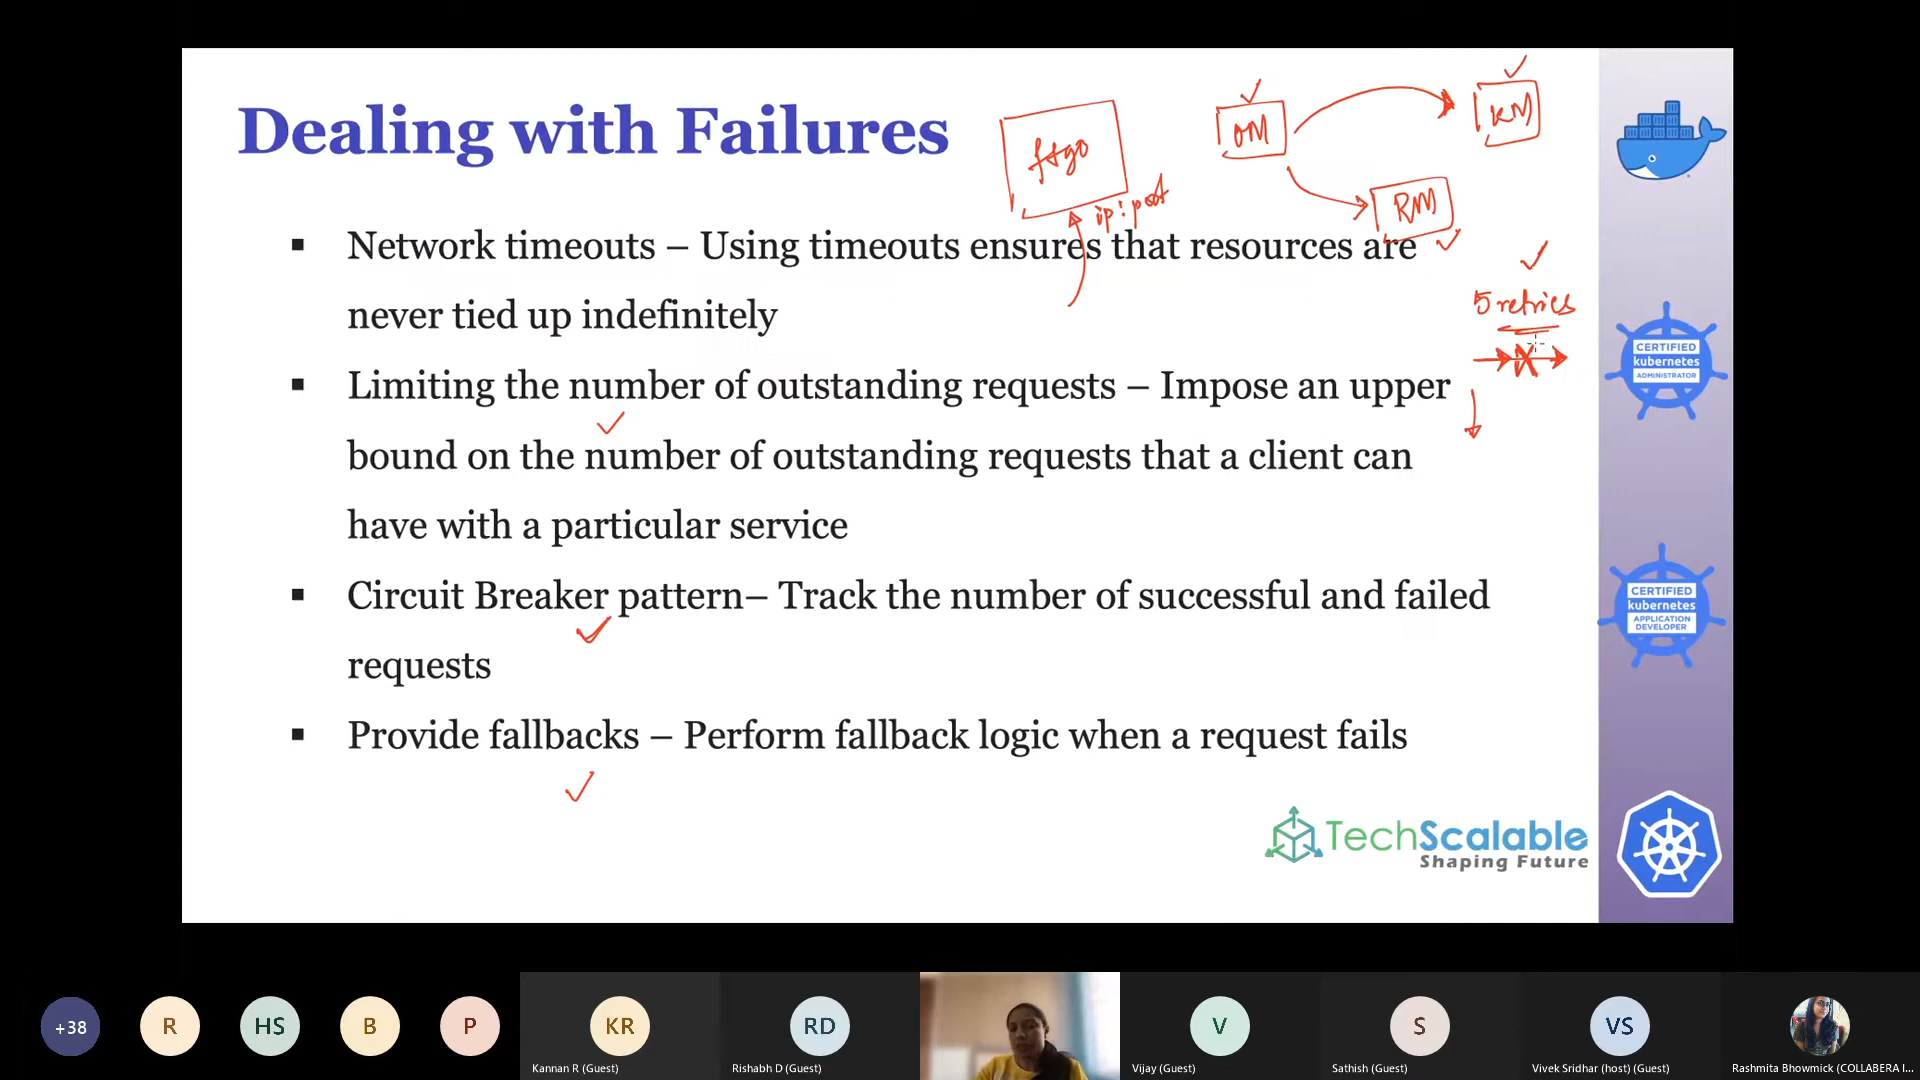 Dealing with Failures
ftgo
ip:port
OM
KM
RM
▪ Network timeouts – Using timeouts ensures that resources are
never tied up indefinitely
5 retries
▪ Limiting the number of outstanding requests – Impose an upper
bound on the number of outstanding requests that a client can
have with a particular service
▪ Circuit Breaker pattern– Track the number of successful and failed
requests
▪ Provide fallbacks – Perform fallback logic when a request fails
CERTIFIED
kubernetes
ADMINISTRATOR
CERTIFIED
kubernetes
APPLICATION
DEVELOPER
TechScalable
Shaping Future
+38
R
HS
B
P
KR
Kannan R (Guest)
RD
Rishabh D (Guest)
V
Vijay (Guest)
S
Sathish (Guest)
VS
Vivek Sridhar (host) (Guest)
Rashmita Bhowmick (COLLABERA I...